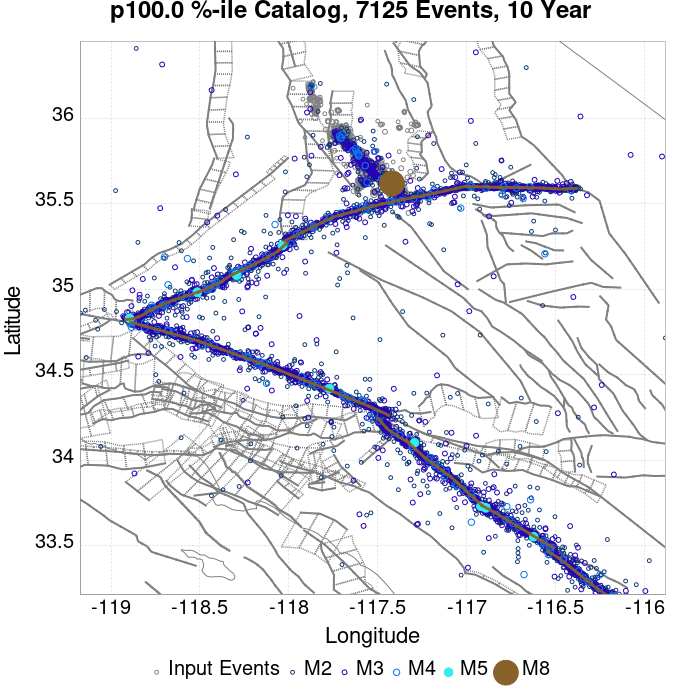 p100.0 %-ile Catalog, 7125 Events, 10 Year
36
35.5
35
34.5
34
33.5
Latitude
-119
-118.5
-118
-117.5
-117
-116.5
-116
Longitude
Input Events
M2
M3
M4
M5
M8